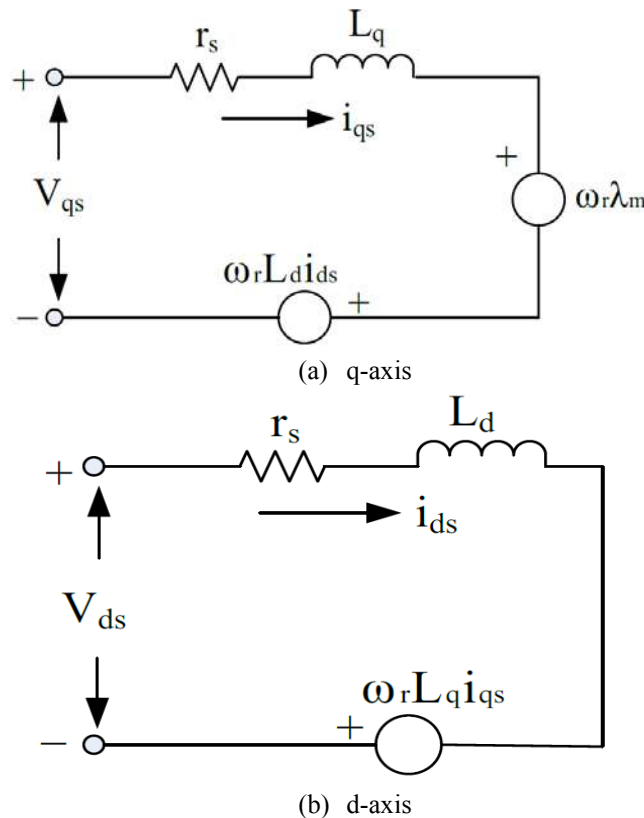 r_s L_q
+
i_qs
+
V_qs
ω_rλ_m
ω_rL_di_ds
− +
(a) q-axis
r_s L_d
+
i_ds
V_ds
ω_rL_qi_qs
− +
(b) d-axis